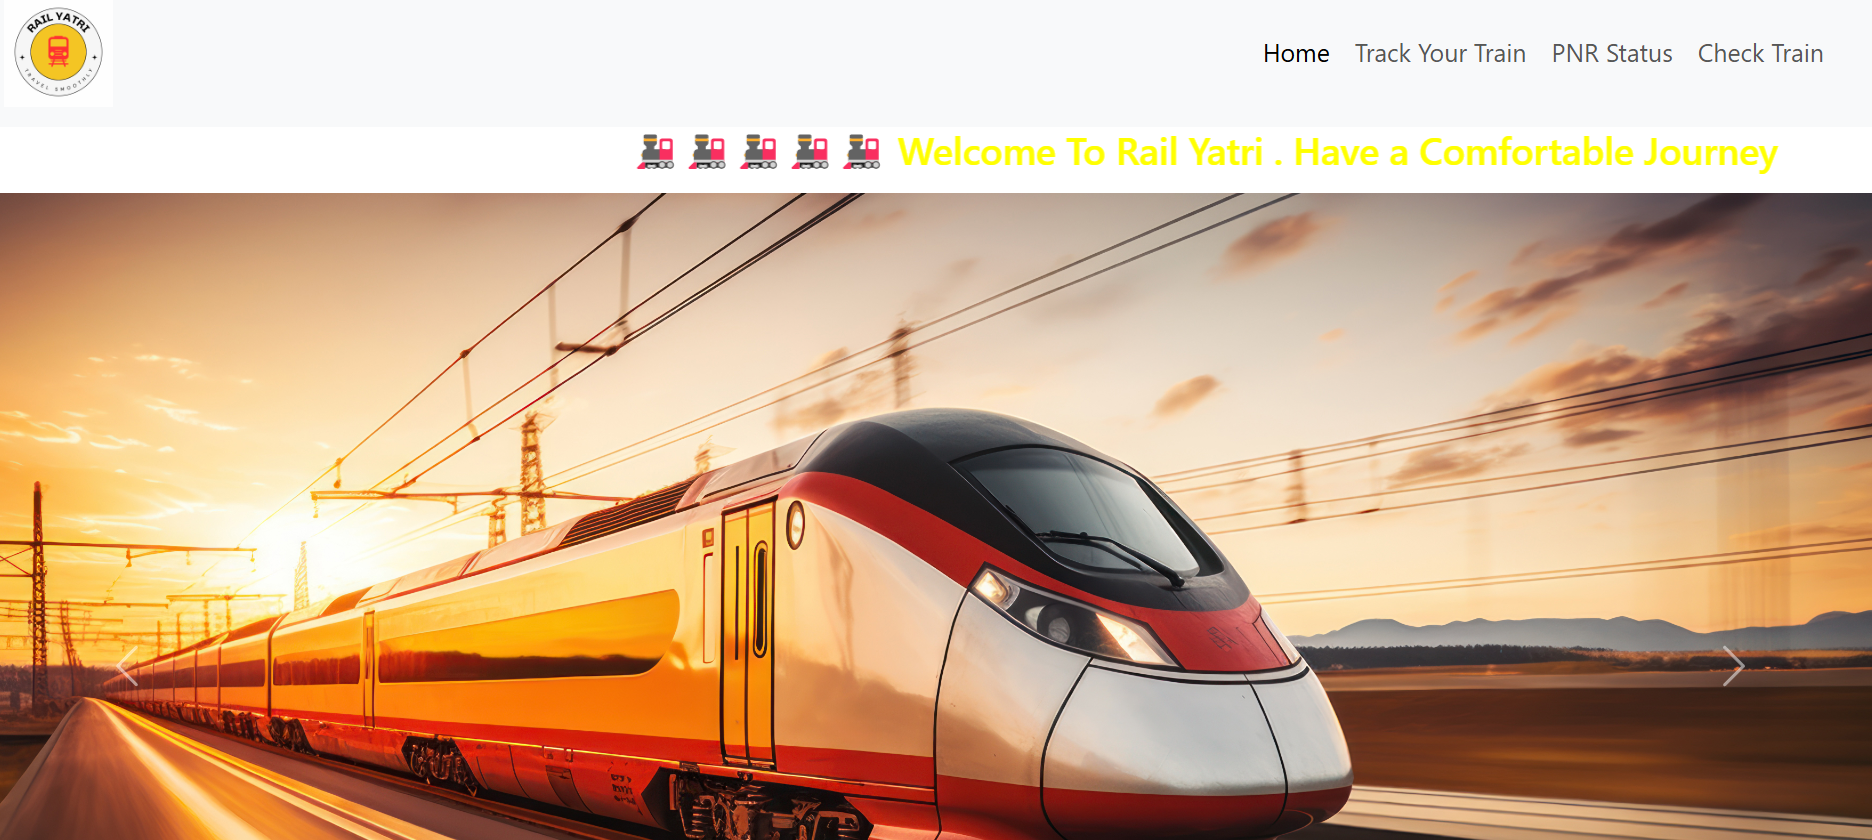 RAIL YATRI
TRAVEL SMOOTHLY
Home Track Your Train PNR Status Check Train
🚂 🚂 🚂 🚂 🚂 Welcome To Rail Yatri . Have a Comfortable Journey